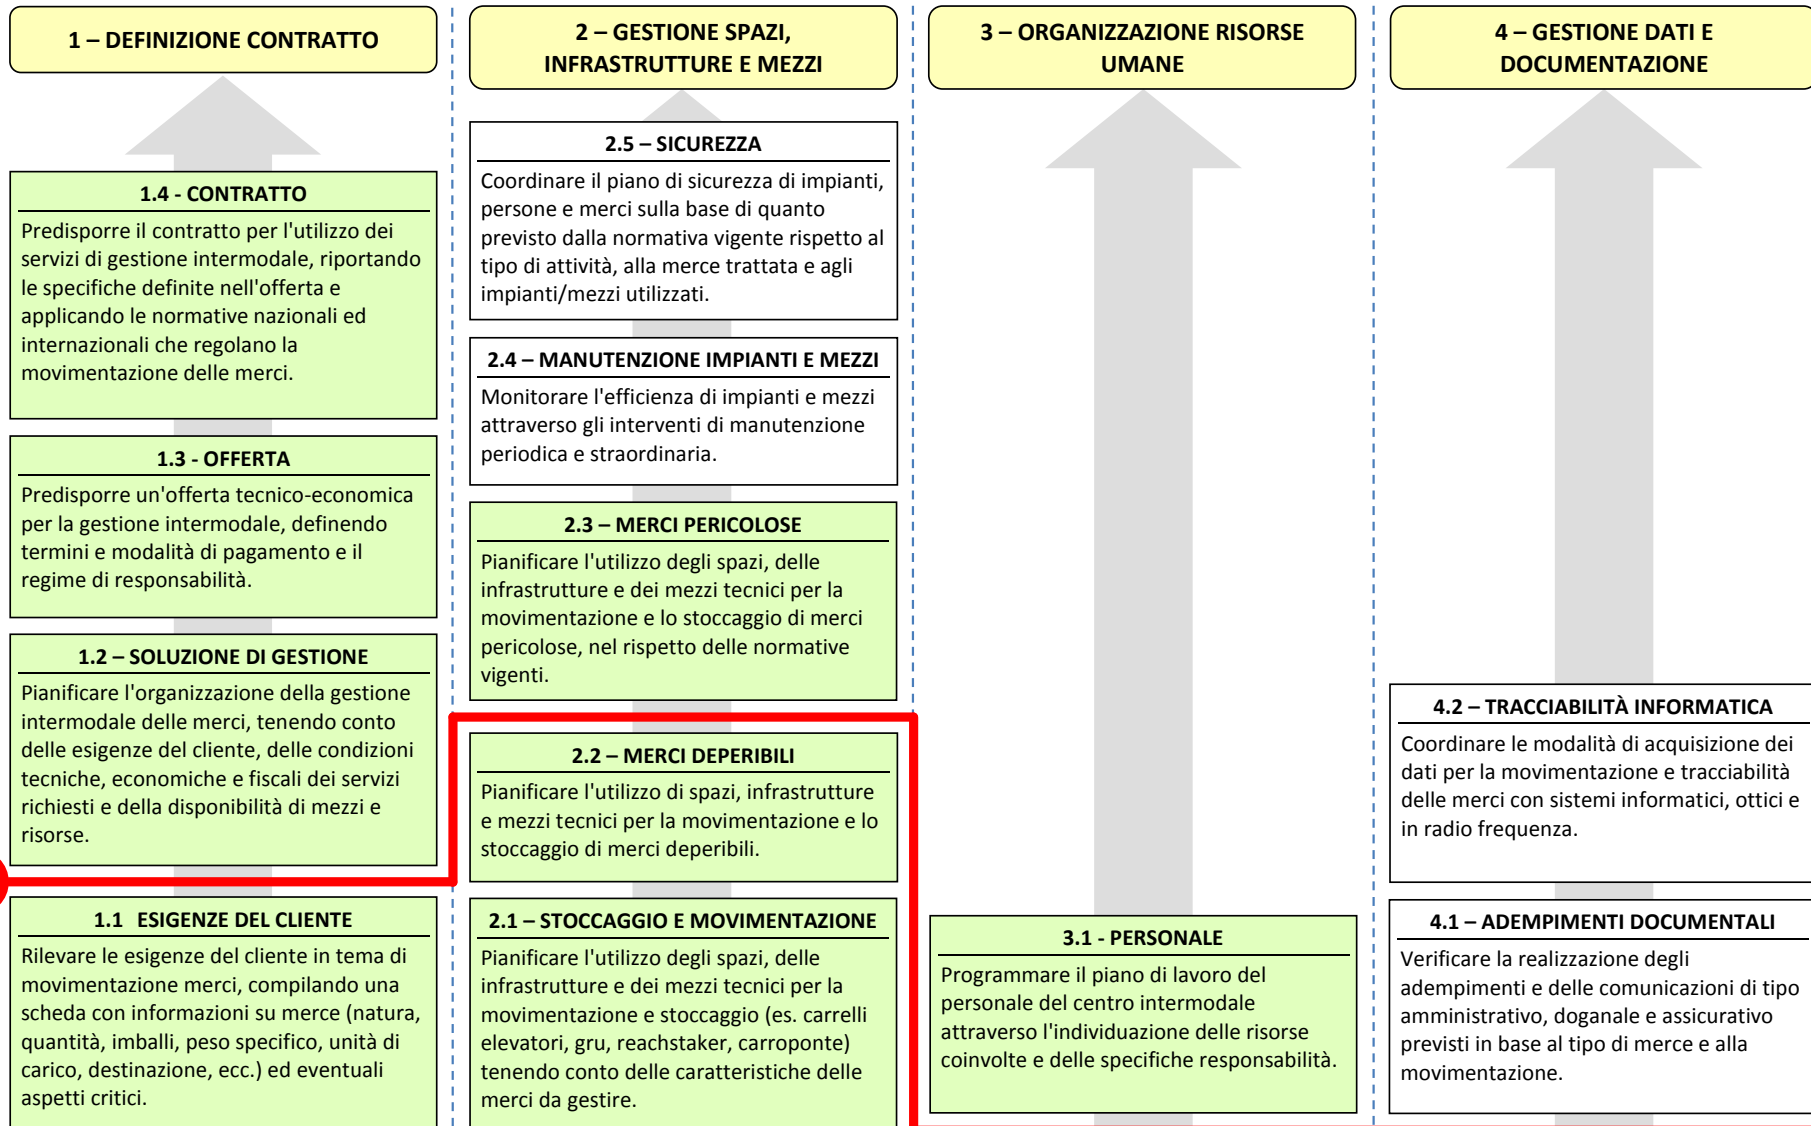 1 – DEFINIZIONE CONTRATTO
1.4 - CONTRATTO
Predisporre il contratto per l'utilizzo dei
servizi di gestione intermodale, riportando
le specifiche definite nell'offerta e
applicando le normative nazionali ed
internazionali che regolano la
movimentazione delle merci.
1.3 - OFFERTA
Predisporre un'offerta tecnico-economica
per la gestione intermodale, definendo
termini e modalità di pagamento e il
regime di responsabilità.
1.2 – SOLUZIONE DI GESTIONE
Pianificare l'organizzazione della gestione
intermodale delle merci, tenendo conto
delle esigenze del cliente, delle condizioni
tecniche, economiche e fiscali dei servizi
richiesti e della disponibilità di mezzi e
risorse.
1.1 ESIGENZE DEL CLIENTE
Rilevare le esigenze del cliente in tema di
movimentazione merci, compilando una
scheda con informazioni su merce (natura,
quantità, imballi, peso specifico, unità di
carico, destinazione, ecc.) ed eventuali
aspetti critici.
2 – GESTIONE SPAZI,
INFRASTRUTTURE E MEZZI
2.5 – SICUREZZA
Coordinare il piano di sicurezza di impianti,
persone e merci sulla base di quanto
previsto dalla normativa vigente rispetto al
tipo di attività, alla merce trattata e agli
impianti/mezzi utilizzati.
2.4 – MANUTENZIONE IMPIANTI E MEZZI
Monitorare l'efficienza di impianti e mezzi
attraverso gli interventi di manutenzione
periodica e straordinaria.
2.3 – MERCI PERICOLOSE
Pianificare l'utilizzo degli spazi, delle
infrastrutture e dei mezzi tecnici per la
movimentazione e lo stoccaggio di merci
pericolose, nel rispetto delle normative
vigenti.
2.2 – MERCI DEPERIBILI
Pianificare l'utilizzo di spazi, infrastrutture
e mezzi tecnici per la movimentazione e lo
stoccaggio di merci deperibili.
2.1 – STOCCAGGIO E MOVIMENTAZIONE
Pianificare l'utilizzo degli spazi, delle
infrastrutture e dei mezzi tecnici per la
movimentazione e stoccaggio (es. carrelli
elevatori, gru, reachstaker, carroponte)
tenendo conto delle caratteristiche delle
merci da gestire.
3 – ORGANIZZAZIONE RISORSE
UMANE
3.1 - PERSONALE
Programmare il piano di lavoro del
personale del centro intermodale
attraverso l'individuazione delle risorse
coinvolte e delle specifiche responsabilità.
4 – GESTIONE DATI E
DOCUMENTAZIONE
4.2 – TRACCIABILITÀ INFORMATICA
Coordinare le modalità di acquisizione dei
dati per la movimentazione e tracciabilità
delle merci con sistemi informatici, ottici e
in radio frequenza.
4.1 – ADEMPIMENTI DOCUMENTALI
Verificare la realizzazione degli
adempimenti e delle comunicazioni di tipo
amministrativo, doganale e assicurativo
previsti in base al tipo di merce e alla
movimentazione.